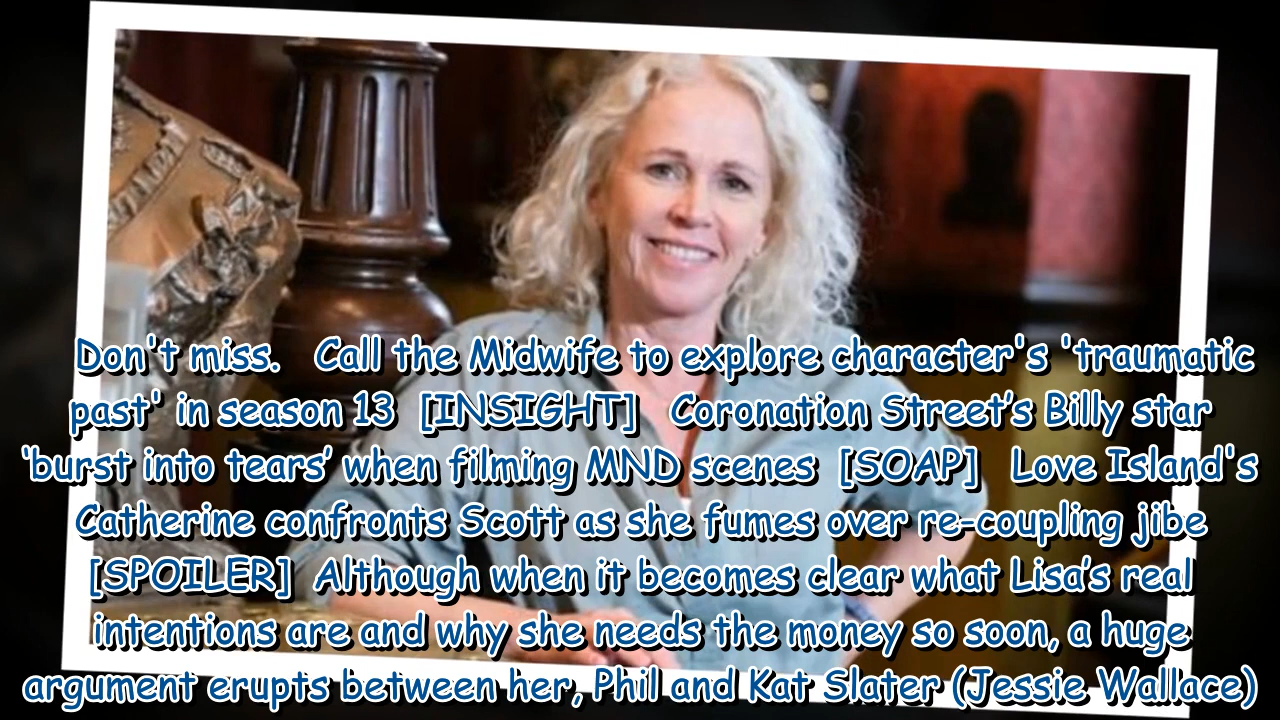 Don't miss.   Call the Midwife to explore character's 'traumatic
past' in season 13  [INSIGHT]   Coronation Street’s Billy star
‘burst into tears’ when filming MND scenes  [SOAP]   Love Island's
Catherine confronts Scott as she fumes over re-coupling jibe
[SPOILER]  Although when it becomes clear what Lisa’s real
intentions are and why she needs the money so soon, a huge
argument erupts between her, Phil and Kat Slater (Jessie Wallace)